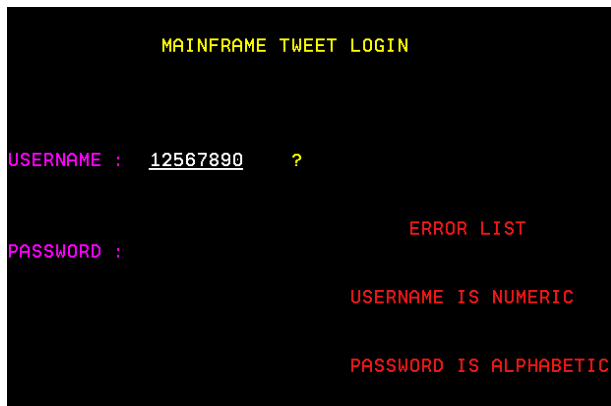 MAINFRAME TWEET LOGIN
USERNAME : 12567890 ?
ERROR LIST
PASSWORD :
USERNAME IS NUMERIC
PASSWORD IS ALPHABETIC